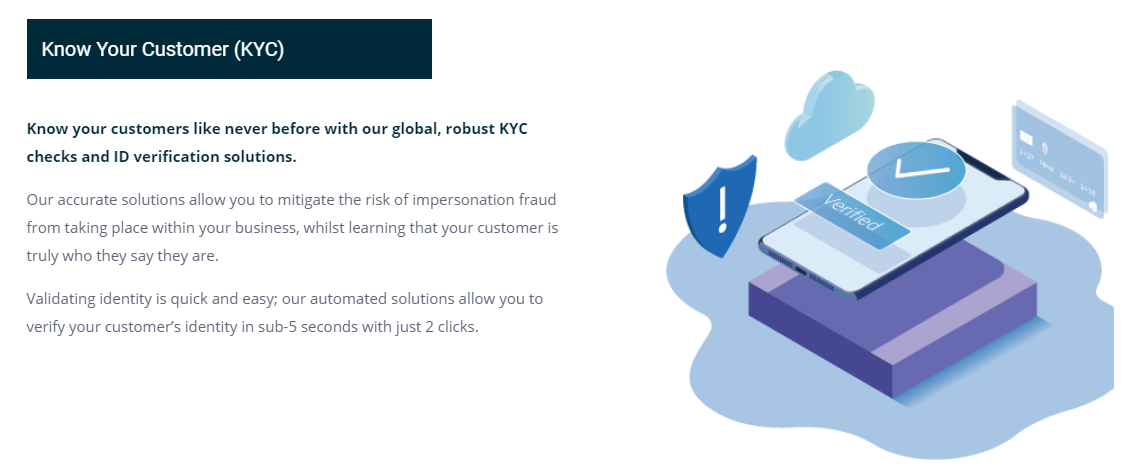 Know Your Customer (KYC)
Know your customers like never before with our global, robust KYC
checks and ID verification solutions.
Our accurate solutions allow you to mitigate the risk of impersonation fraud
from taking place within your business, whilst learning that your customer is
truly who they say they are.
Validating identity is quick and easy; our automated solutions allow you to
verify your customer’s identity in sub-5 seconds with just 2 clicks.
!
Verified